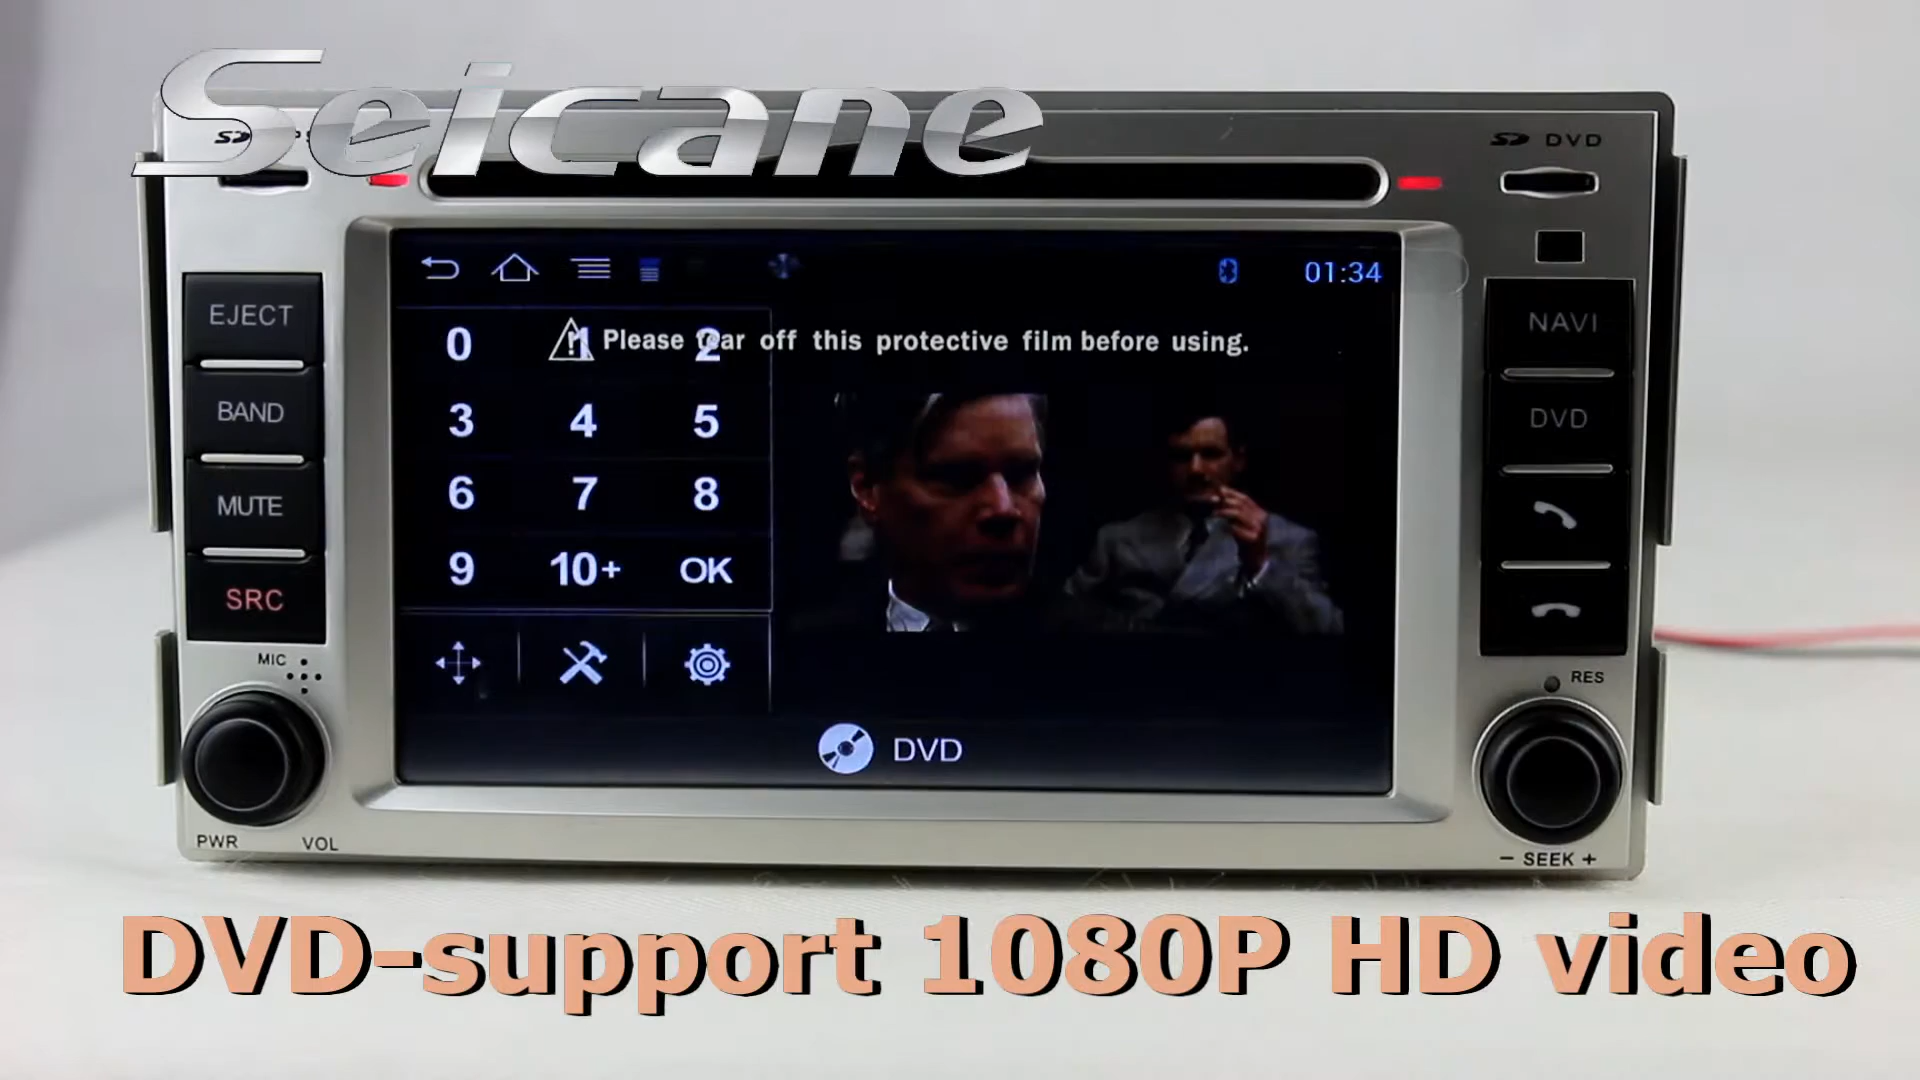 Seicane
DVD
01:34
Please tear off this protective film before using.
0 1 2
3 4 5
6 7 8
9 10+ OK
DVD
EJECT
BAND
MUTE
SRC
MIC
PWR VOL
NAVI
DVD
RES
- SEEK +
DVD-support 1080P HD video